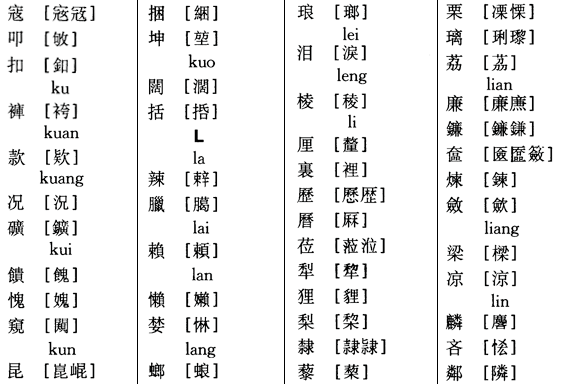 寇 [宼冦]
叩 [敂]
扣 [釦]
ku
褲 [袴]
kuan
款 [欵]
kuang
况 [況]
礦 [鑛]
kui
饋 [餽]
愧 [媿]
窺 [闚]
kun
昆 [崑崐]
捆 [綑]
坤 [堃]
kuo
闊 [濶]
括 [搯]
L
la
辣 [辢]
臘 [臈]
lai
賴 [頼]
lan
懶 [嬾]
婪 [惏]
lang
螂 [蜋]
琅 [瑯]
lei
泪 [淚]
leng
棱 [稜]
li
厘 [釐]
裏 [裡]
歷 [歴歷]
曆 [厤]
莅 [蒞涖]
犁 [犂]
狸 [貍]
梨 [棃]
隸 [隷隸]
藜 [蔾]
栗 [凓慄]
璃 [琍瓈]
荔 [茘]
lian
廉 [亷廉]
鐮 [鎌鐮]
奩 [匳匲籢]
煉 [鍊]
斂 [歛]
liang
梁 [樑]
凉 [涼]
lin
麟 [麐]
吝 [恡]
鄰 [隣]